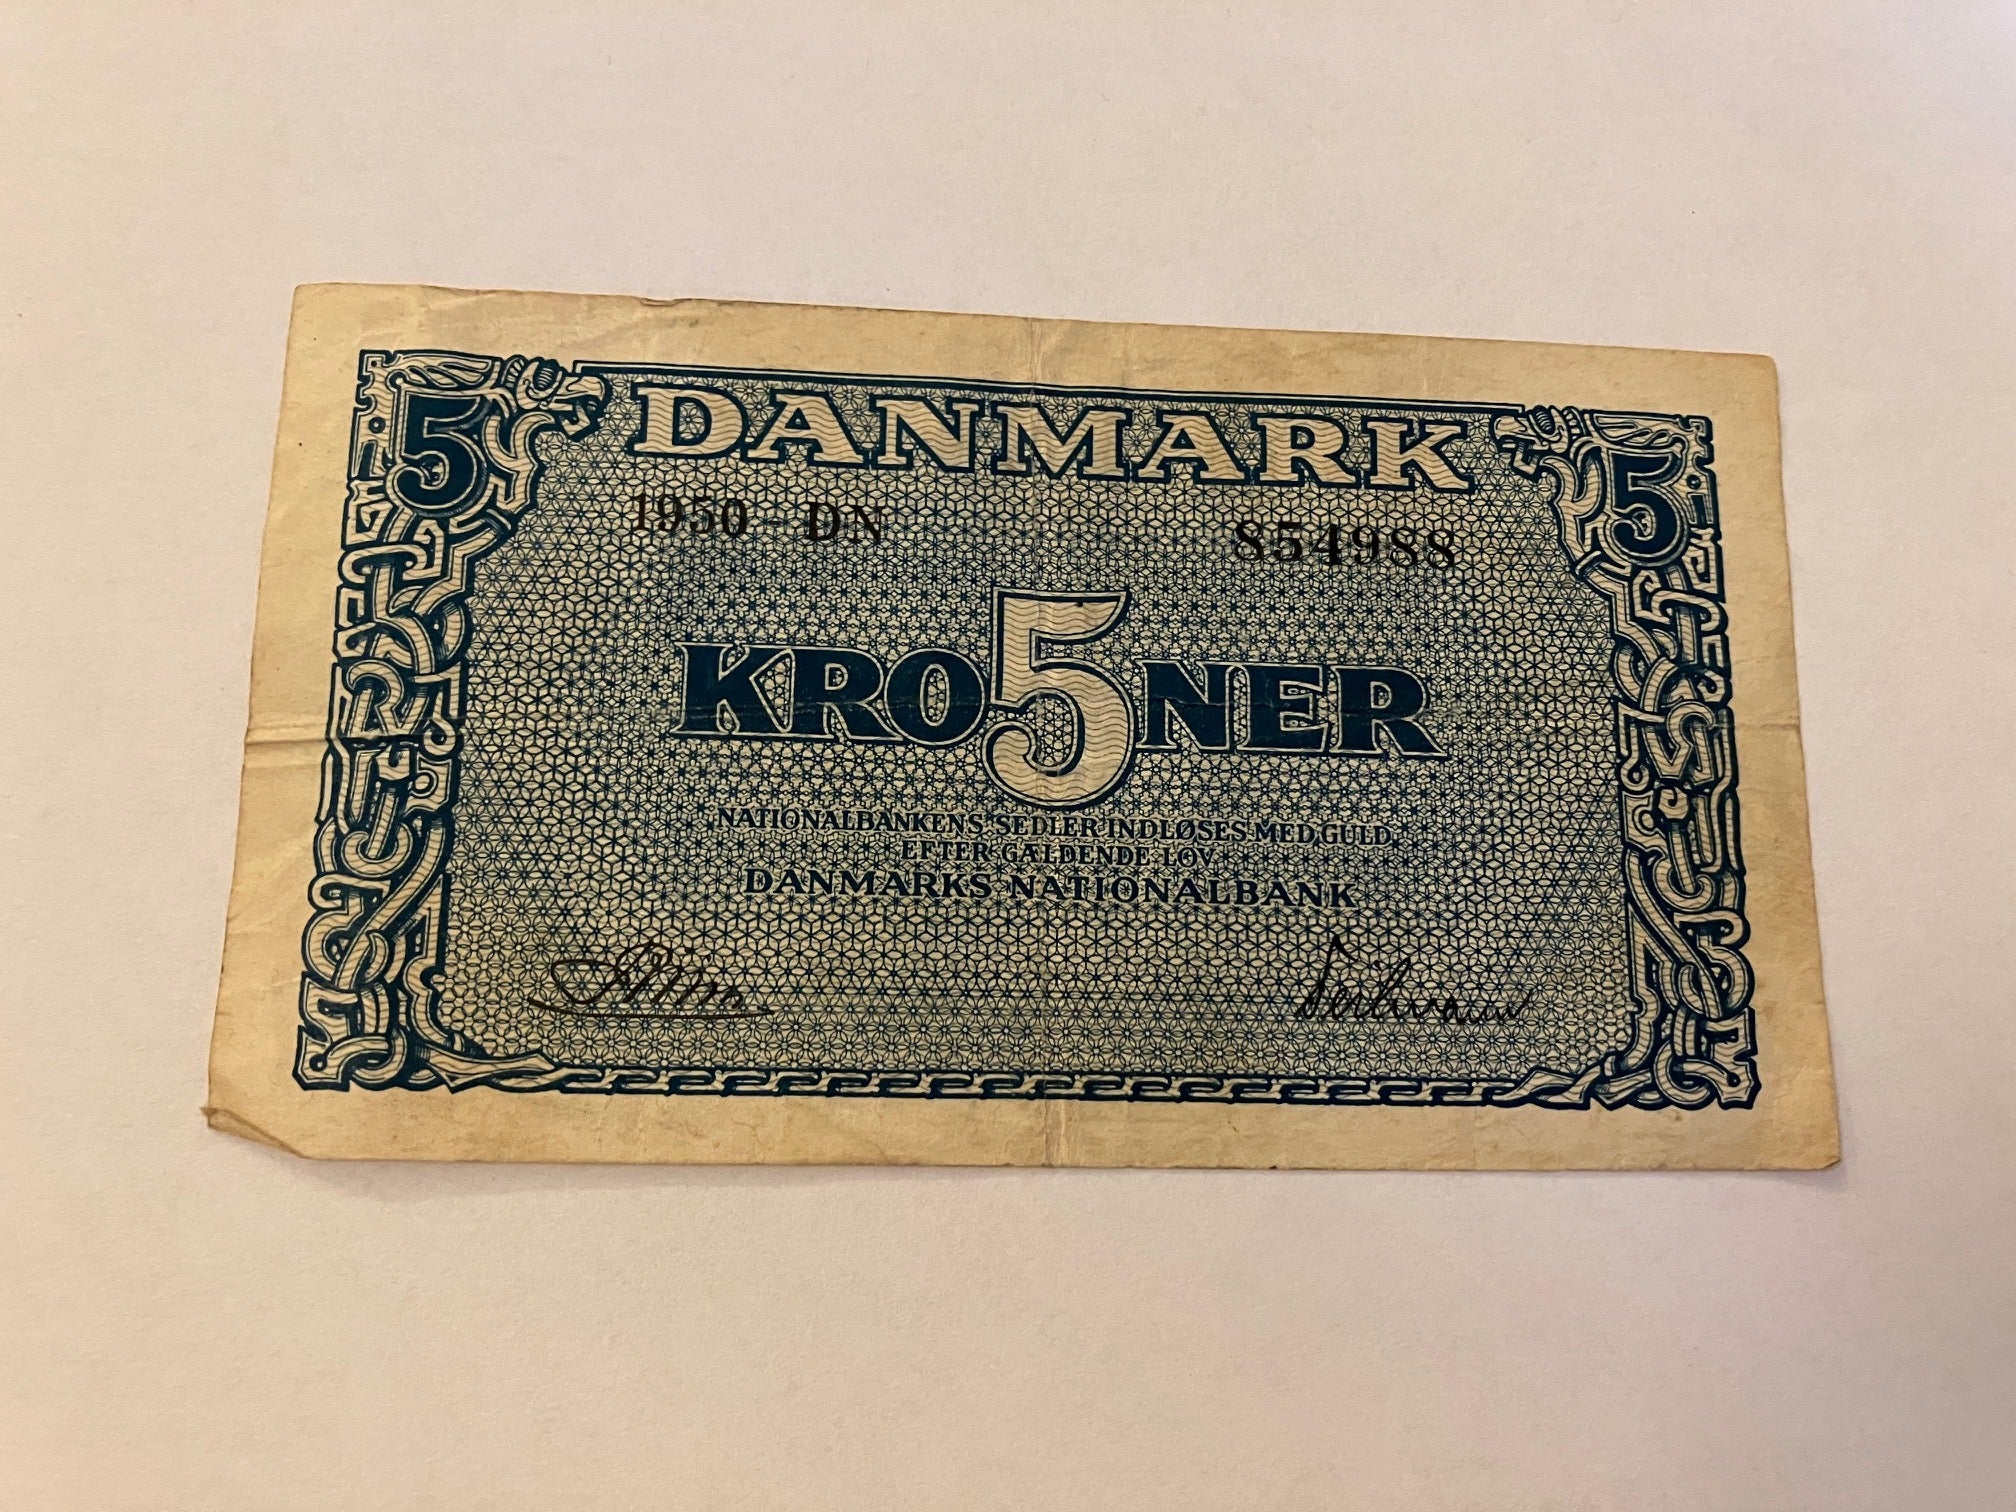 5 DANMARK 5
1950 - DN 854988
KRO5NER
NATIONALBANKENS SEDLER INDLØSES MED GULD
EFTER GÆLDENDE LOV
DANMARKS NATIONALBANK